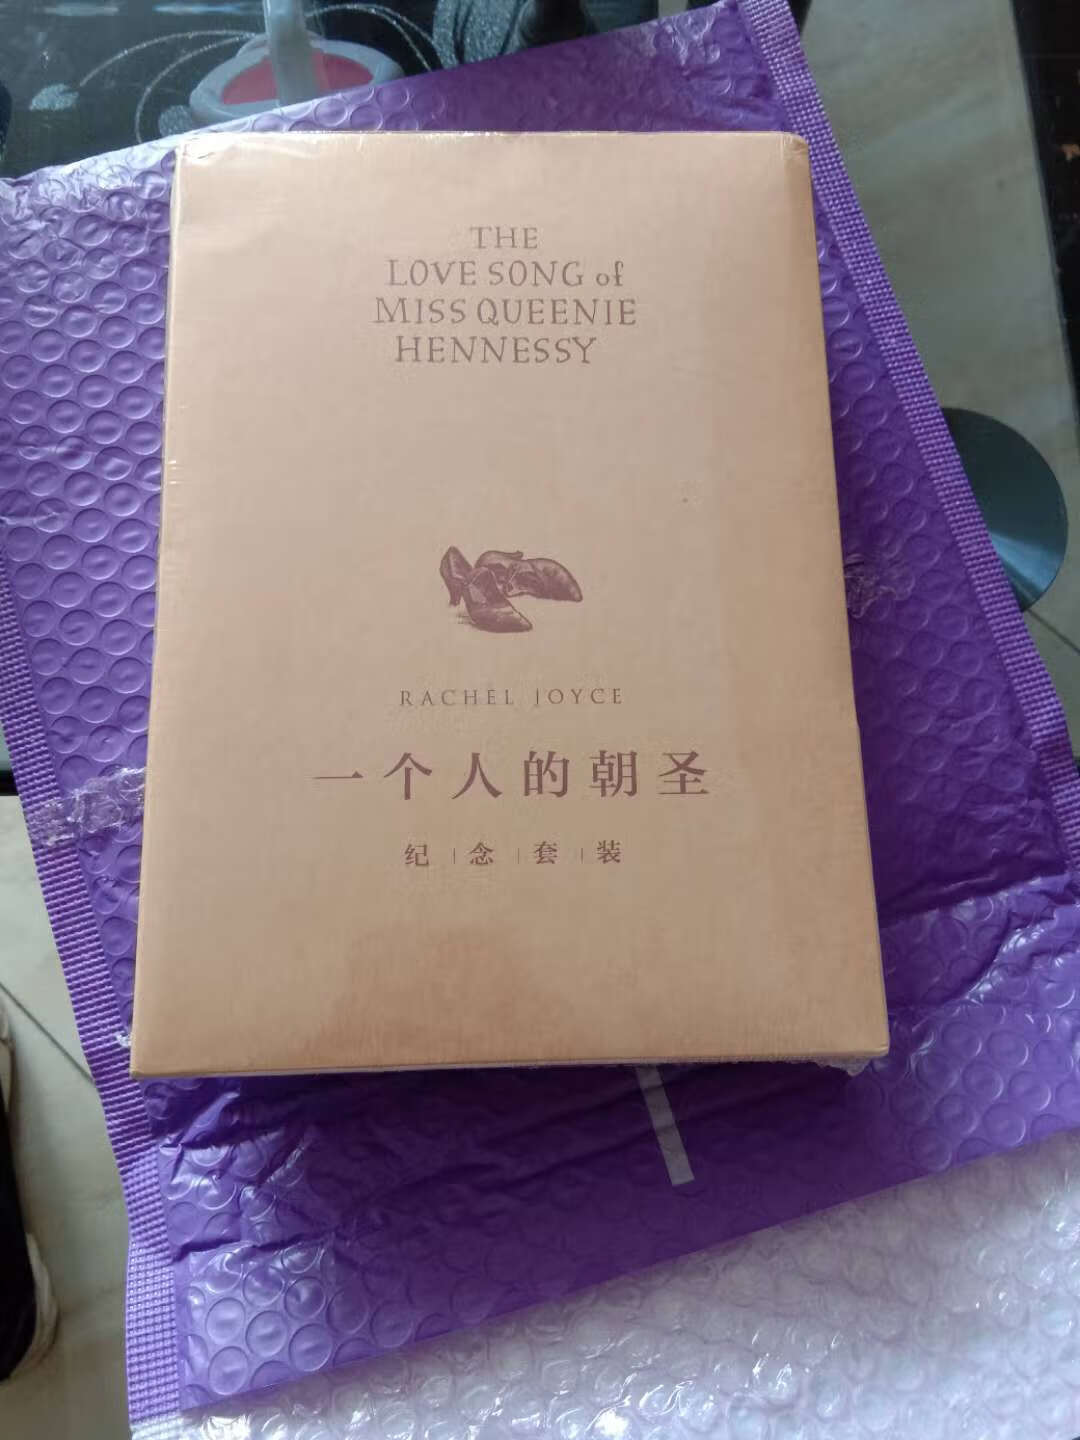 THE
LOVE SONG of
MISS QUEENIE
HENNESSY
RACHEL JOYCE
一个人的朝圣
纪|念|套|装